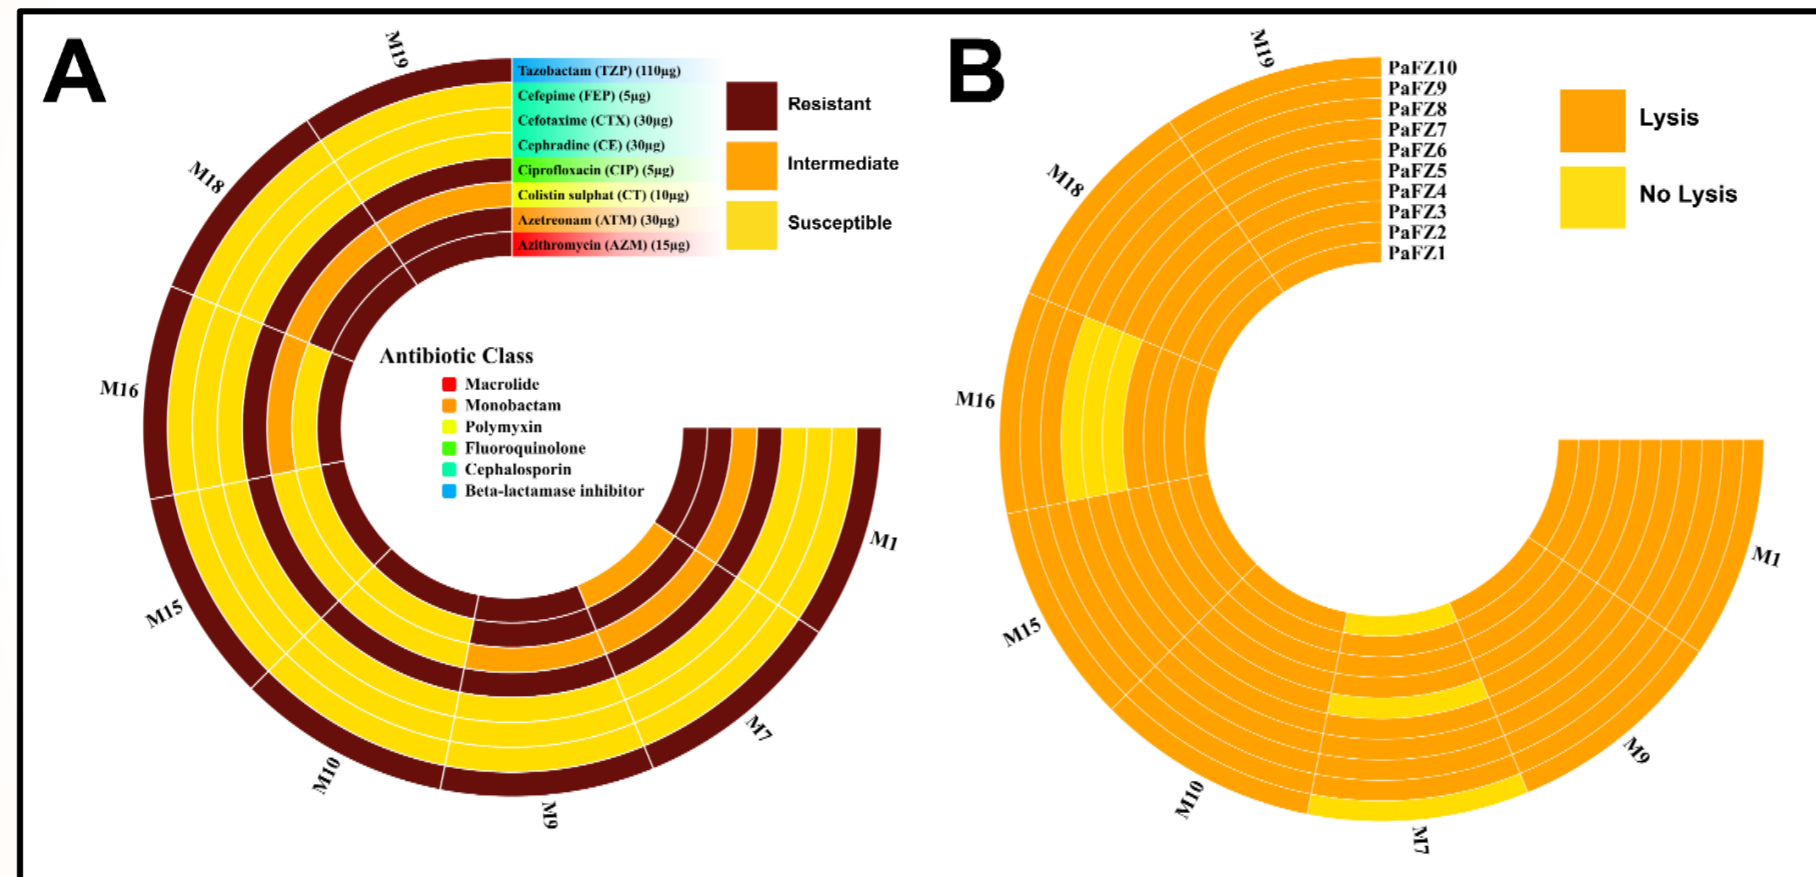 A
M19
M18
M16
M15
M10
M9
M7
M1
Tazobactam (TZP) (110µg)
Cefepime (FEP) (5µg)
Cefotaxime (CTX) (30µg)
Cephradine (CE) (30µg)
Ciprofloxacin (CIP) (5µg)
Colistin sulphat (CT) (10µg)
Azetreonam (ATM) (30µg)
Azithromycin (AZM) (15µg)
Resistant
Intermediate
Susceptible
Antibiotic Class
Macrolide
Monobactam
Polymyxin
Fluoroquinolone
Cephalosporin
Beta-lactamase inhibitor
B
M19
M18
M16
M15
M10
M7
M9
M1
PaFZ10
PaFZ9
PaFZ8
PaFZ7
PaFZ6
PaFZ5
PaFZ4
PaFZ3
PaFZ2
PaFZ1
Lysis
No Lysis